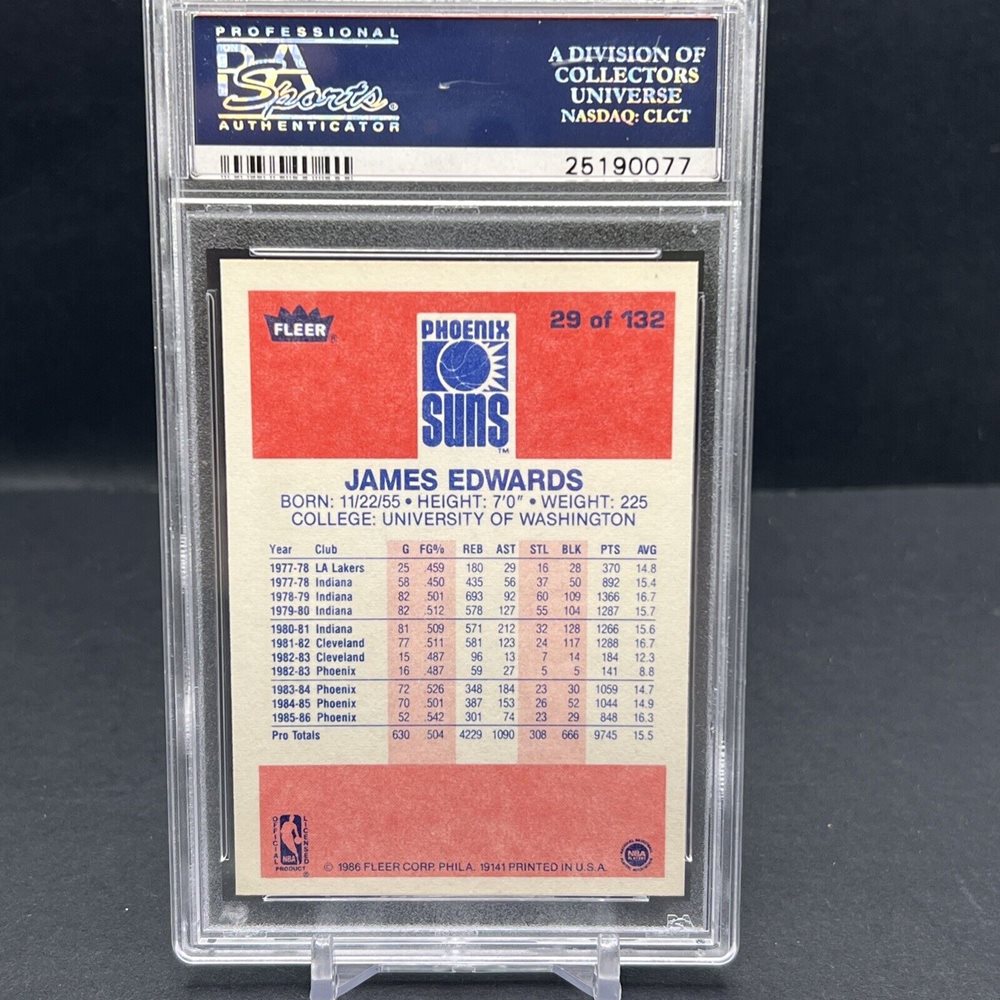 PROFESSIONAL
PSA
Sports®
AUTHENTICATOR
A DIVISION OF
COLLECTORS
UNIVERSE
NASDAQ: CLCT
25190077
FLEER®
PHOENIX
SUNS
TM
29 of 132
JAMES EDWARDS
BORN: 11/22/55 • HEIGHT: 7'0" • WEIGHT: 225
COLLEGE: UNIVERSITY OF WASHINGTON
Year Club G FG% REB AST STL BLK PTS AVG
1977-78 LA Lakers 25 .459 180 29 16 28 370 14.8
1977-78 Indiana 58 .450 435 56 37 50 892 15.4
1978-79 Indiana 82 .501 693 92 60 109 1366 16.7
1979-80 Indiana 82 .512 578 127 55 104 1287 15.7
1980-81 Indiana 81 .509 571 212 32 128 1266 15.6
1981-82 Cleveland 77 .511 581 123 24 117 1288 16.7
1982-83 Cleveland 15 .487 96 13 7 14 184 12.3
1982-83 Phoenix 16 .487 59 27 5 5 141 8.8
1983-84 Phoenix 72 .526 348 184 23 30 1059 14.7
1984-85 Phoenix 70 .501 387 153 26 52 1044 14.9
1985-86 Phoenix 52 .542 301 74 23 29 848 16.3
Pro Totals 630 .504 4229 1090 308 666 9745 15.5
OFFICIAL
LICENSED
NBA
PRODUCT
®
© 1986 FLEER CORP. PHILA. 19141 PRINTED IN U.S.A.
NBA
PLAYERS
PSA